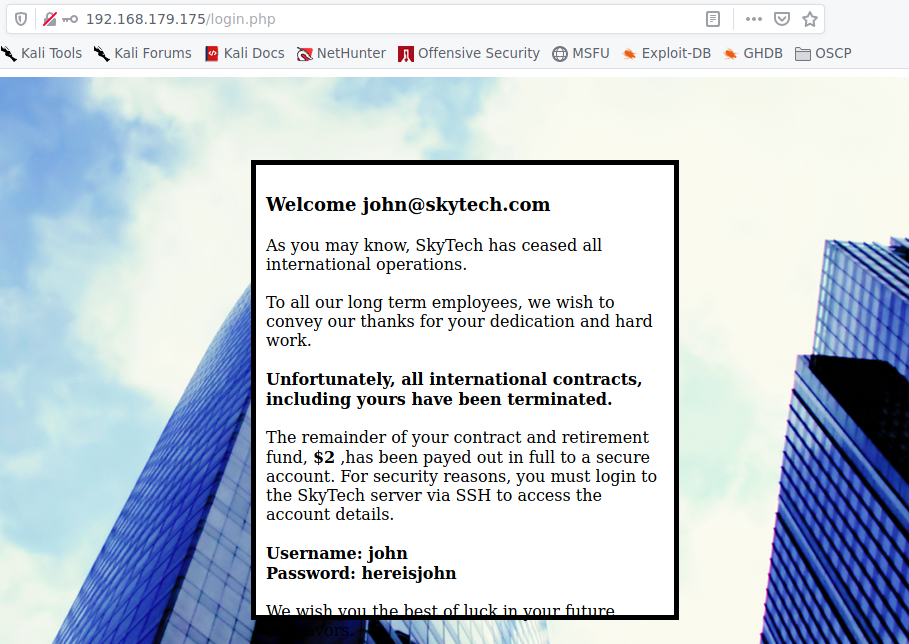 192.168.179.175/login.php
Kali Tools Kali Forums Kali Docs NetHunter Offensive Security MSFU Exploit-DB GHDB OSCP
Welcome john@skytech.com
As you may know, SkyTech has ceased all
international operations.
To all our long term employees, we wish to
convey our thanks for your dedication and hard
work.
Unfortunately, all international contracts,
including yours have been terminated.
The remainder of your contract and retirement
fund, $2 ,has been payed out in full to a secure
account. For security reasons, you must login to
the SkyTech server via SSH to access the
account details.
Username: john
Password: hereisjohn
We wish you the best of luck in your future